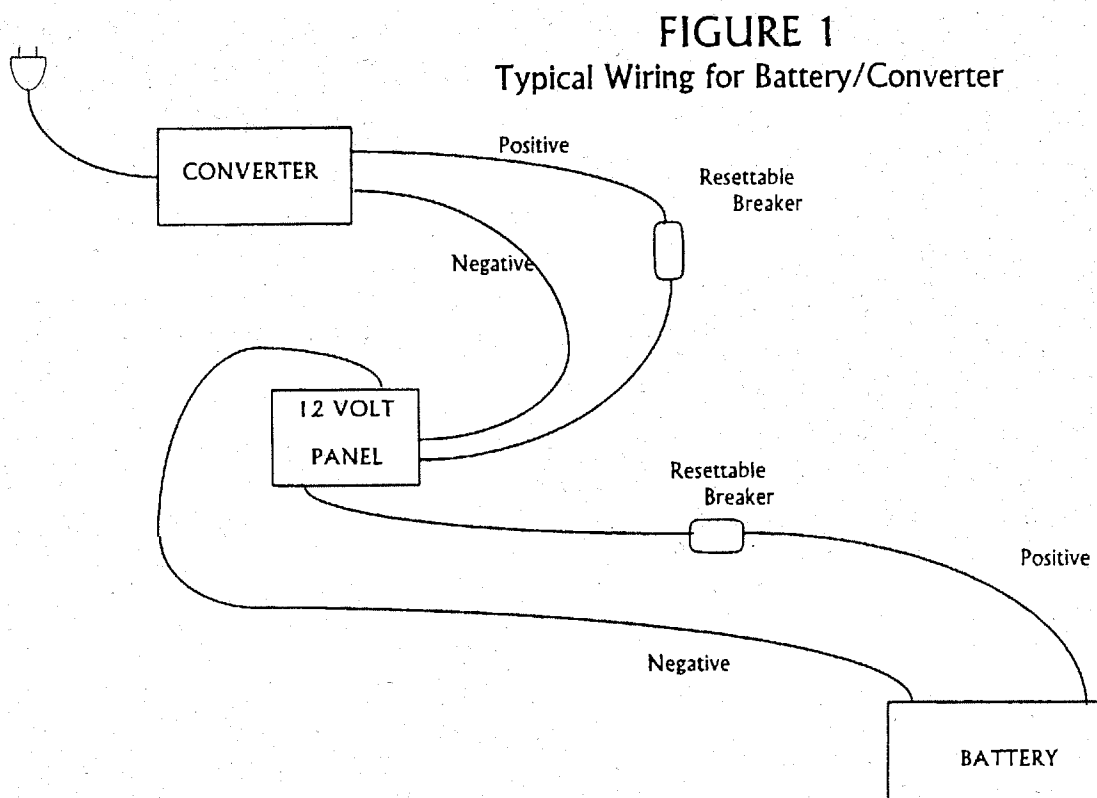 FIGURE 1
Typical Wiring for Battery/Converter
CONVERTER
Positive
Resettable
Breaker
Negative
12 VOLT
PANEL
Resettable
Breaker
Positive
Negative
BATTERY